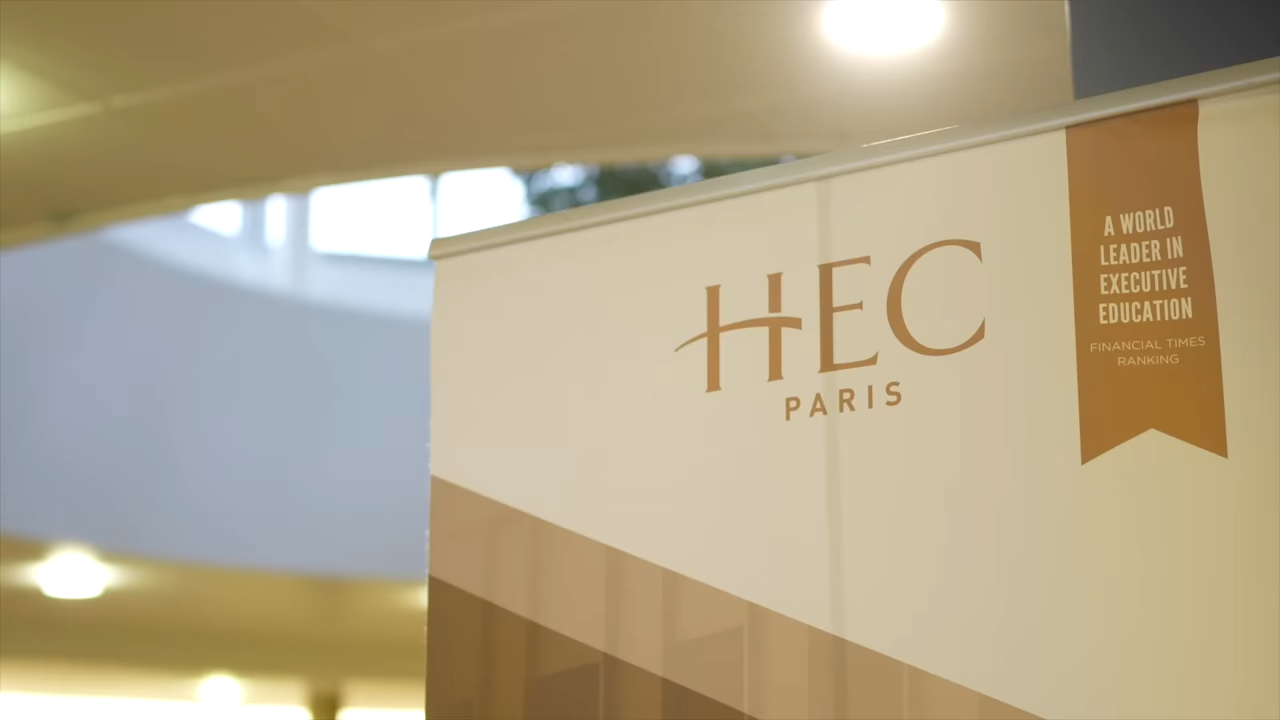 HEC
PARIS
A WORLD
LEADER IN
EXECUTIVE
EDUCATION
FINANCIAL TIMES
RANKING